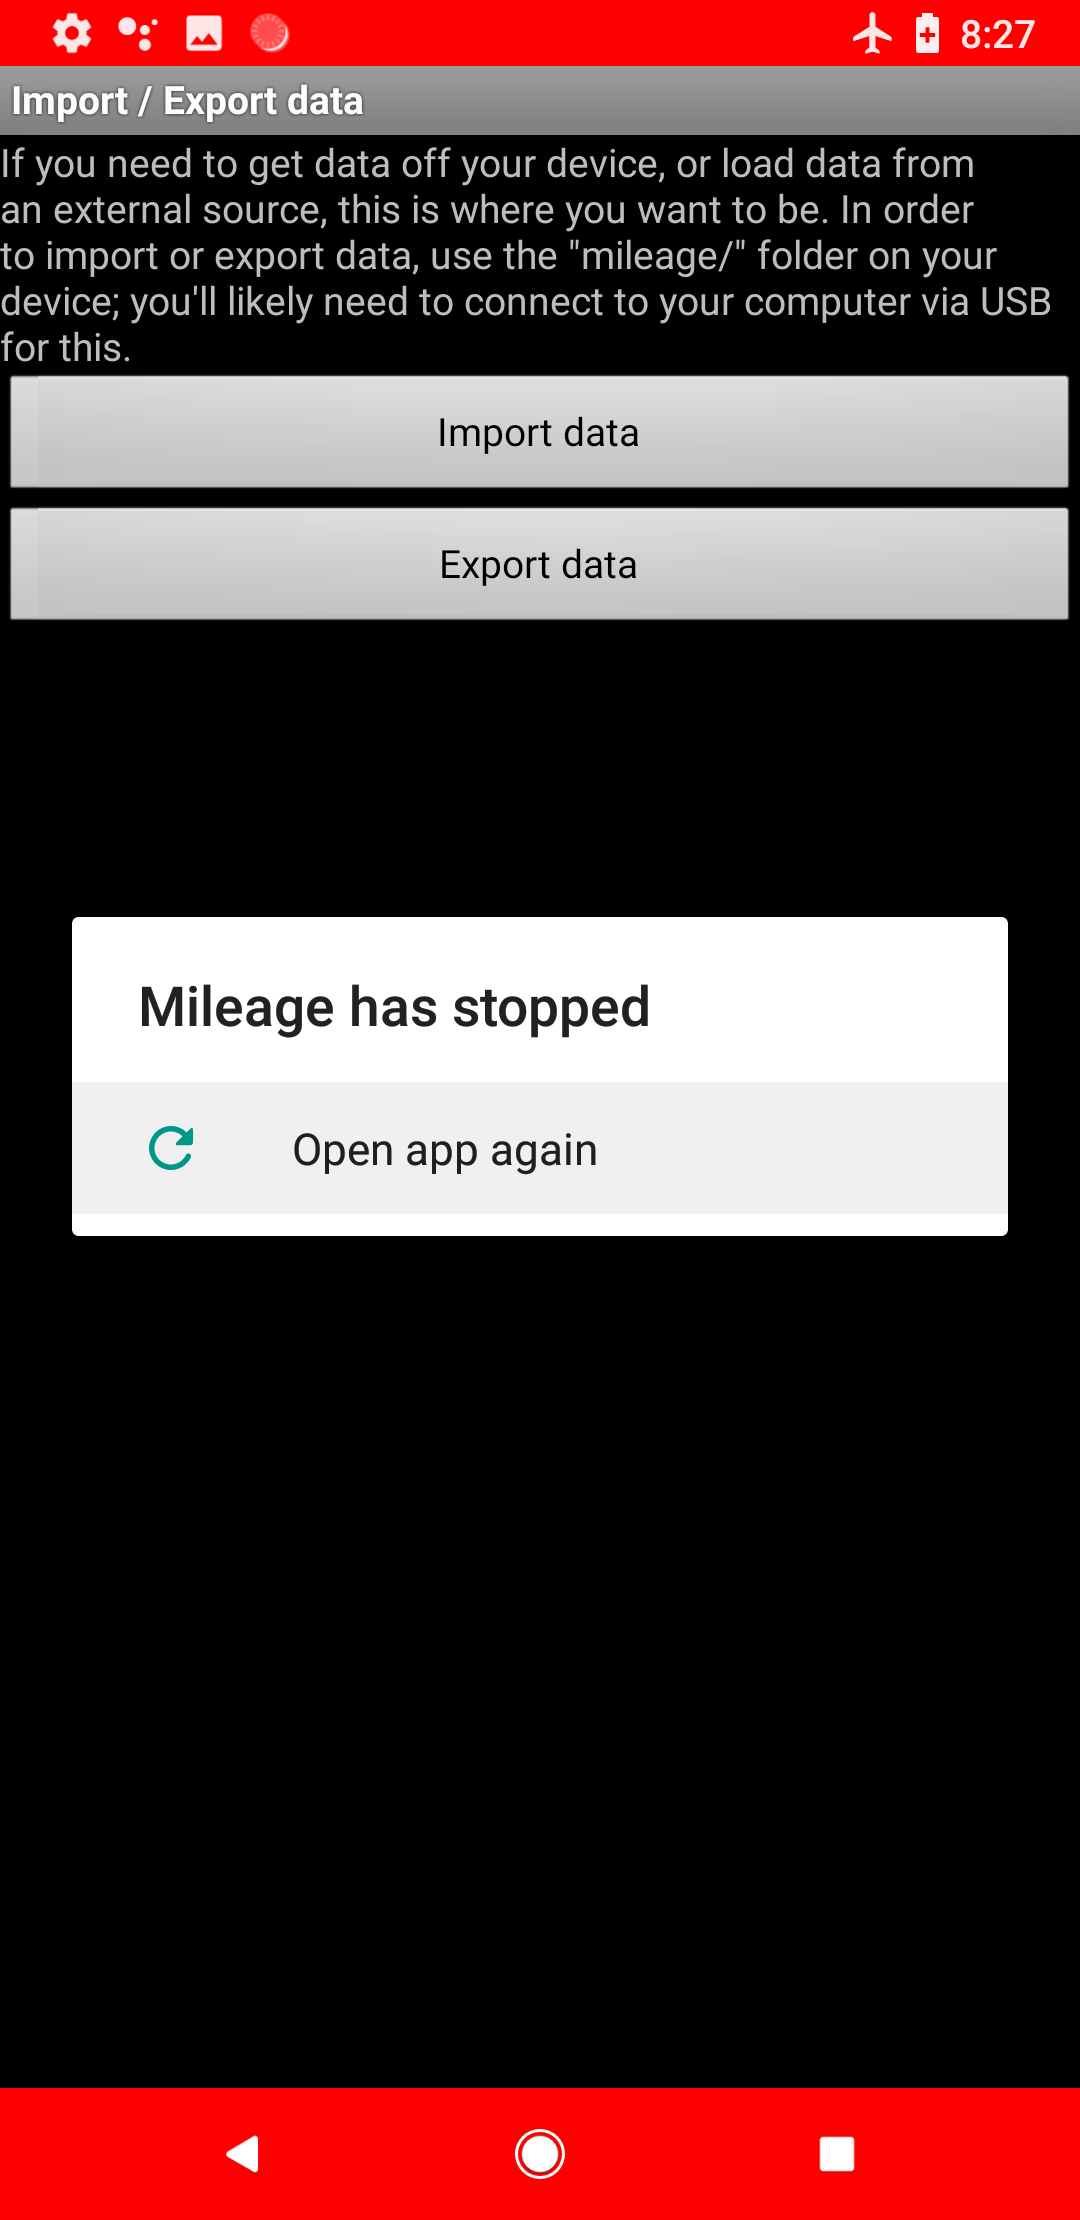 8:27
Import / Export data
If you need to get data off your device, or load data from
an external source, this is where you want to be. In order
to import or export data, use the "mileage/" folder on your
device; you'll likely need to connect to your computer via USB
for this.
Import data
Export data
Mileage has stopped
Open app again